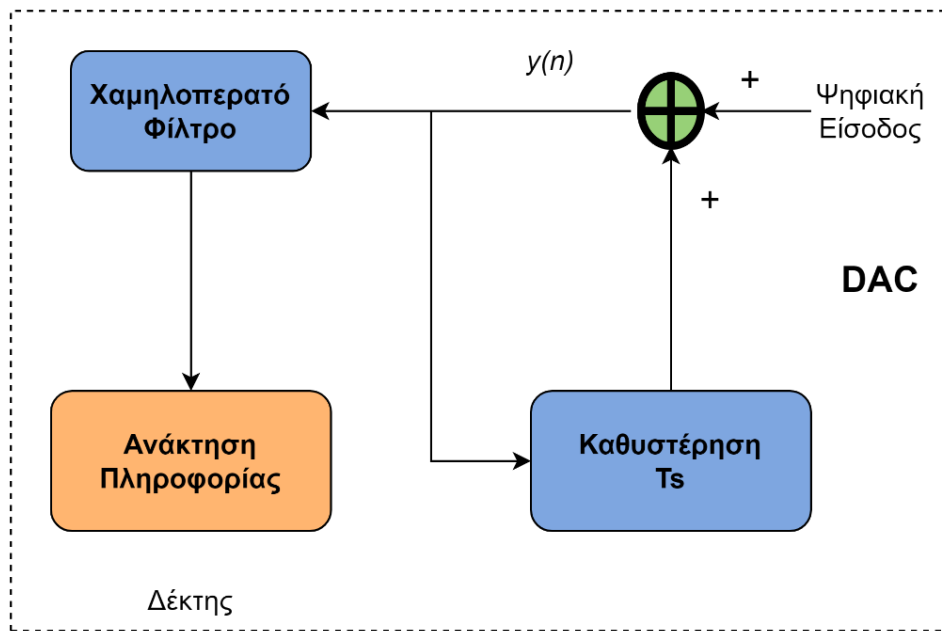 Χαμηλοπερατό
Φίλτρο
y(n)
+
Ψηφιακή
Είσοδος
+
DAC
Ανάκτηση
Πληροφορίας
Καθυστέρηση
Ts
Δέκτης